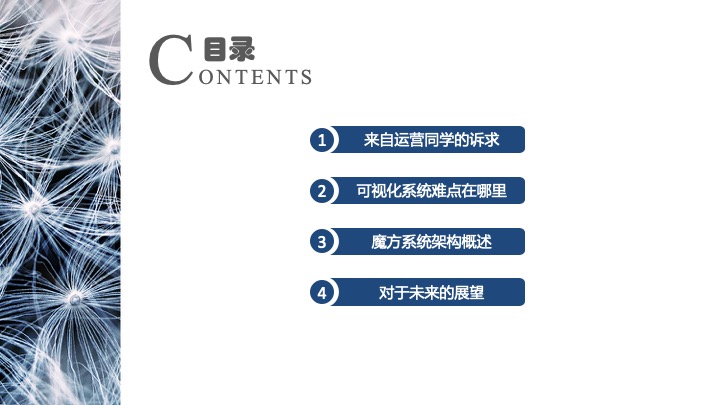 目录
CONTENTS
1 来自运营同学的诉求
2 可视化系统难点在哪里
3 魔方系统架构概述
4 对于未来的展望